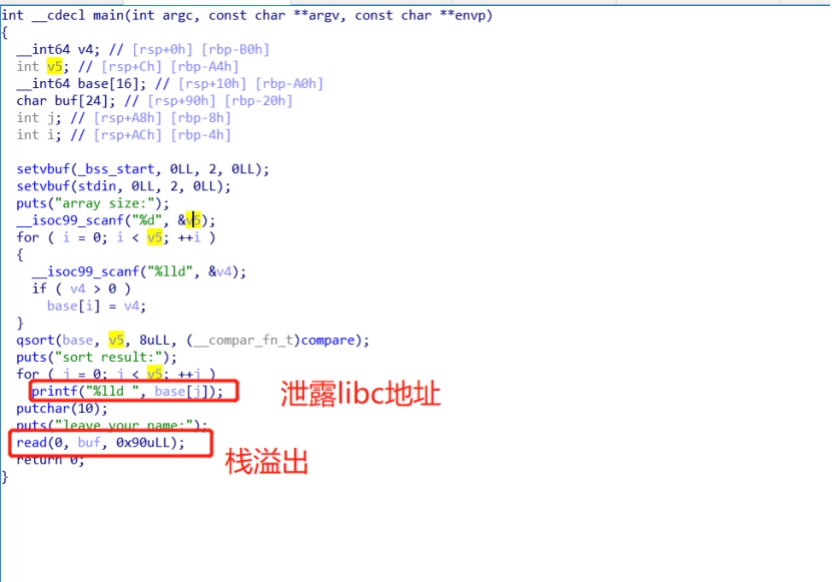 int __cdecl main(int argc, const char **argv, const char **envp)
{
__int64 v4; // [rsp+0h] [rbp-B0h]
int v5; // [rsp+Ch] [rbp-A4h]
__int64 base[16]; // [rsp+10h] [rbp-A0h]
char buf[24]; // [rsp+90h] [rbp-20h]
int j; // [rsp+A8h] [rbp-8h]
int i; // [rsp+ACh] [rbp-4h]
setvbuf(_bss_start, 0LL, 2, 0LL);
setvbuf(stdin, 0LL, 2, 0LL);
puts("array size:");
__isoc99_scanf("%d", &v5);
for ( i = 0; i < v5; ++i )
{
__isoc99_scanf("%lld", &v4);
if ( v4 > 0 )
base[i] = v4;
}
qsort(base, v5, 8uLL, (__compar_fn_t)compare);
puts("sort result:");
for ( j = 0; j < v5; ++j )
printf("%lld ", base[j]); 泄露libc地址
putchar(10);
puts("leave your name:");
read(0, buf, 0x90uLL); 栈溢出
return 0;
}